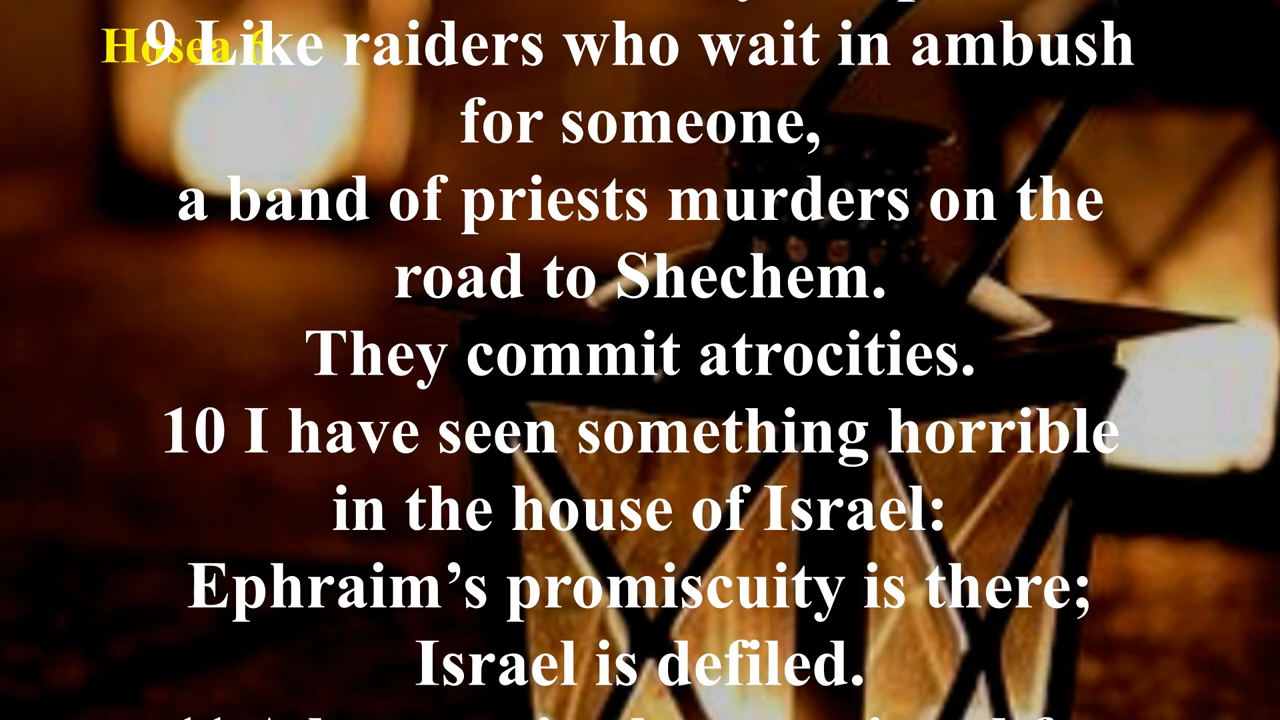 Hosea 6
9 Like raiders who wait in ambush
for someone,
a band of priests murders on the
road to Shechem.
They commit atrocities.
10 I have seen something horrible
in the house of Israel:
Ephraim’s promiscuity is there;
Israel is defiled.